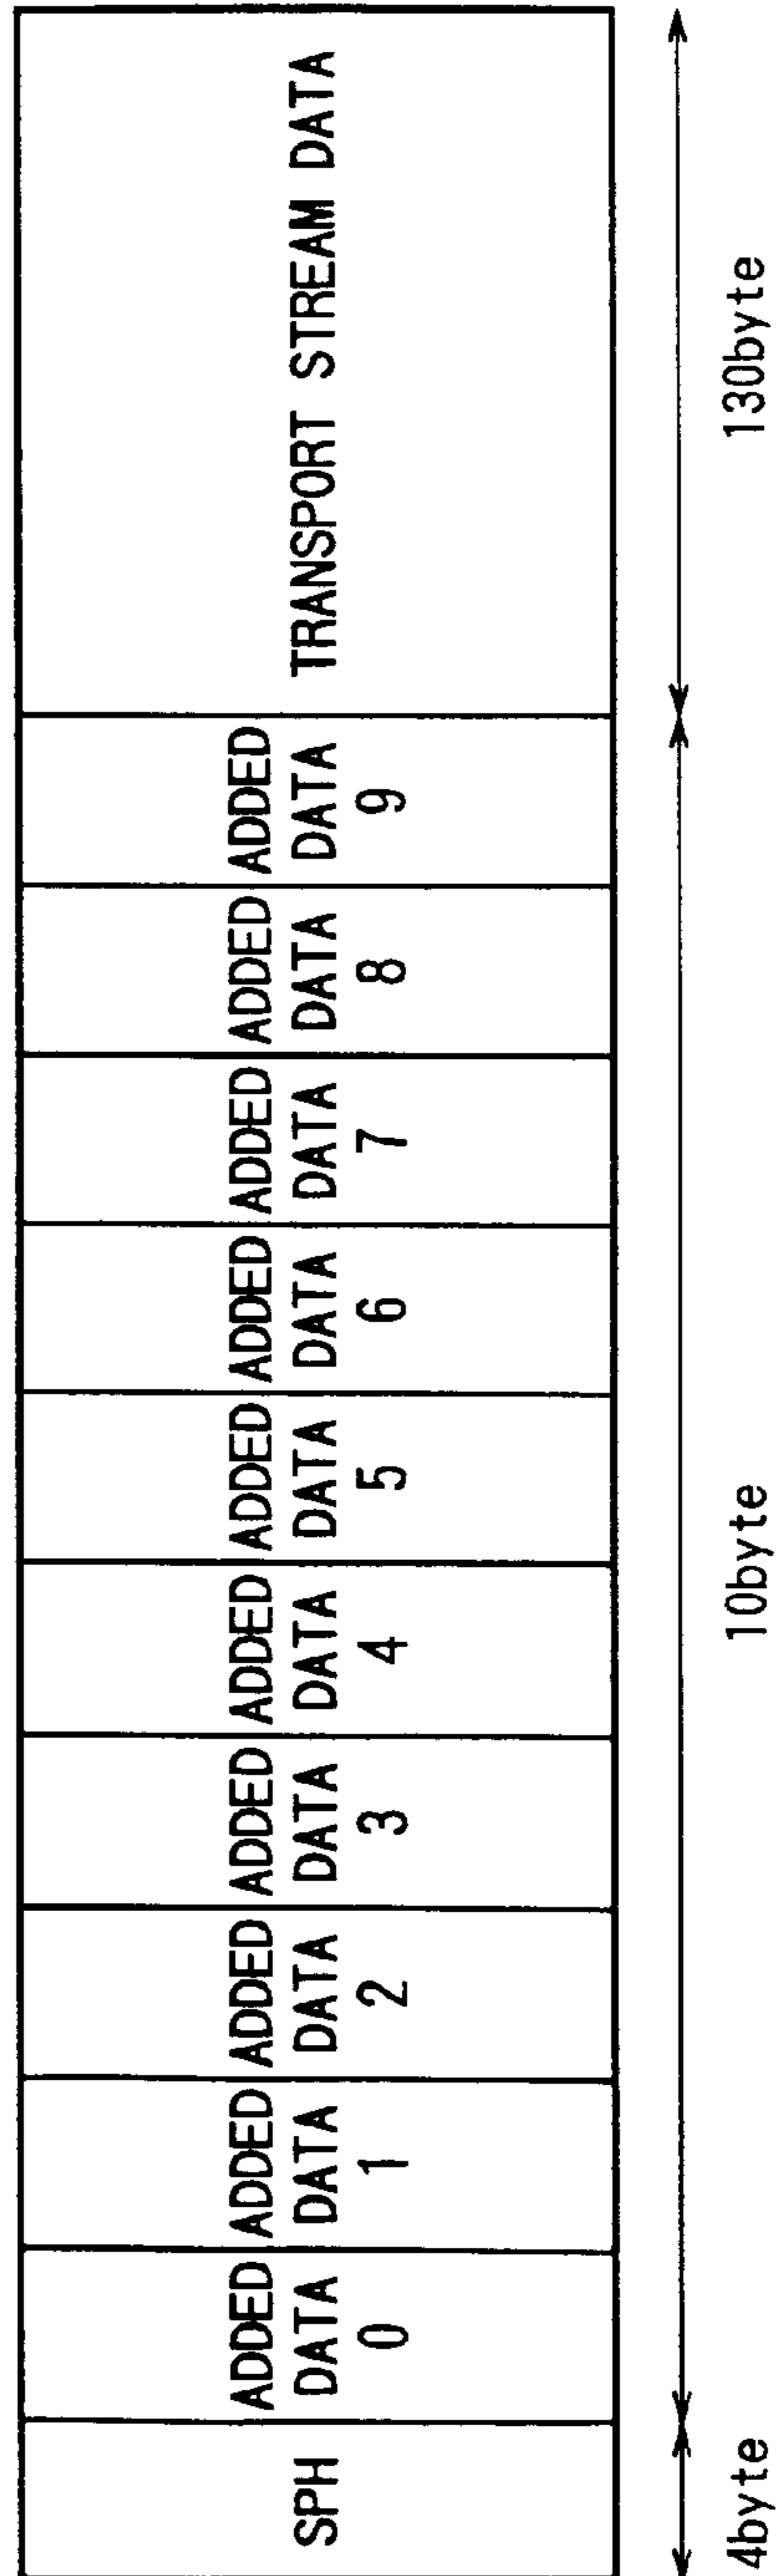 SPH
ADDED
DATA
0
ADDED
DATA
1
ADDED
DATA
2
ADDED
DATA
3
ADDED
DATA
4
ADDED
DATA
5
ADDED
DATA
6
ADDED
DATA
7
ADDED
DATA
8
ADDED
DATA
9
TRANSPORT STREAM DATA
4byte
10byte
130byte